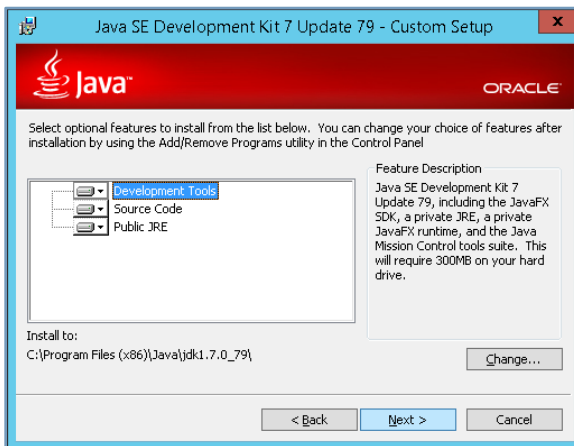 Java SE Development Kit 7 Update 79 - Custom Setup
x
Java™
ORACLE
Select optional features to install from the list below. You can change your choice of features after
installation by using the Add/Remove Programs utility in the Control Panel
Development Tools
Source Code
Public JRE
Feature Description
Java SE Development Kit 7
Update 79, including the JavaFX
SDK, a private JRE, a private
JavaFX runtime, and the Java
Mission Control tools suite. This
will require 300MB on your hard
drive.
Install to:
C:\Program Files (x86)\Java\jdk1.7.0_79\
Change...
< Back
Next >
Cancel